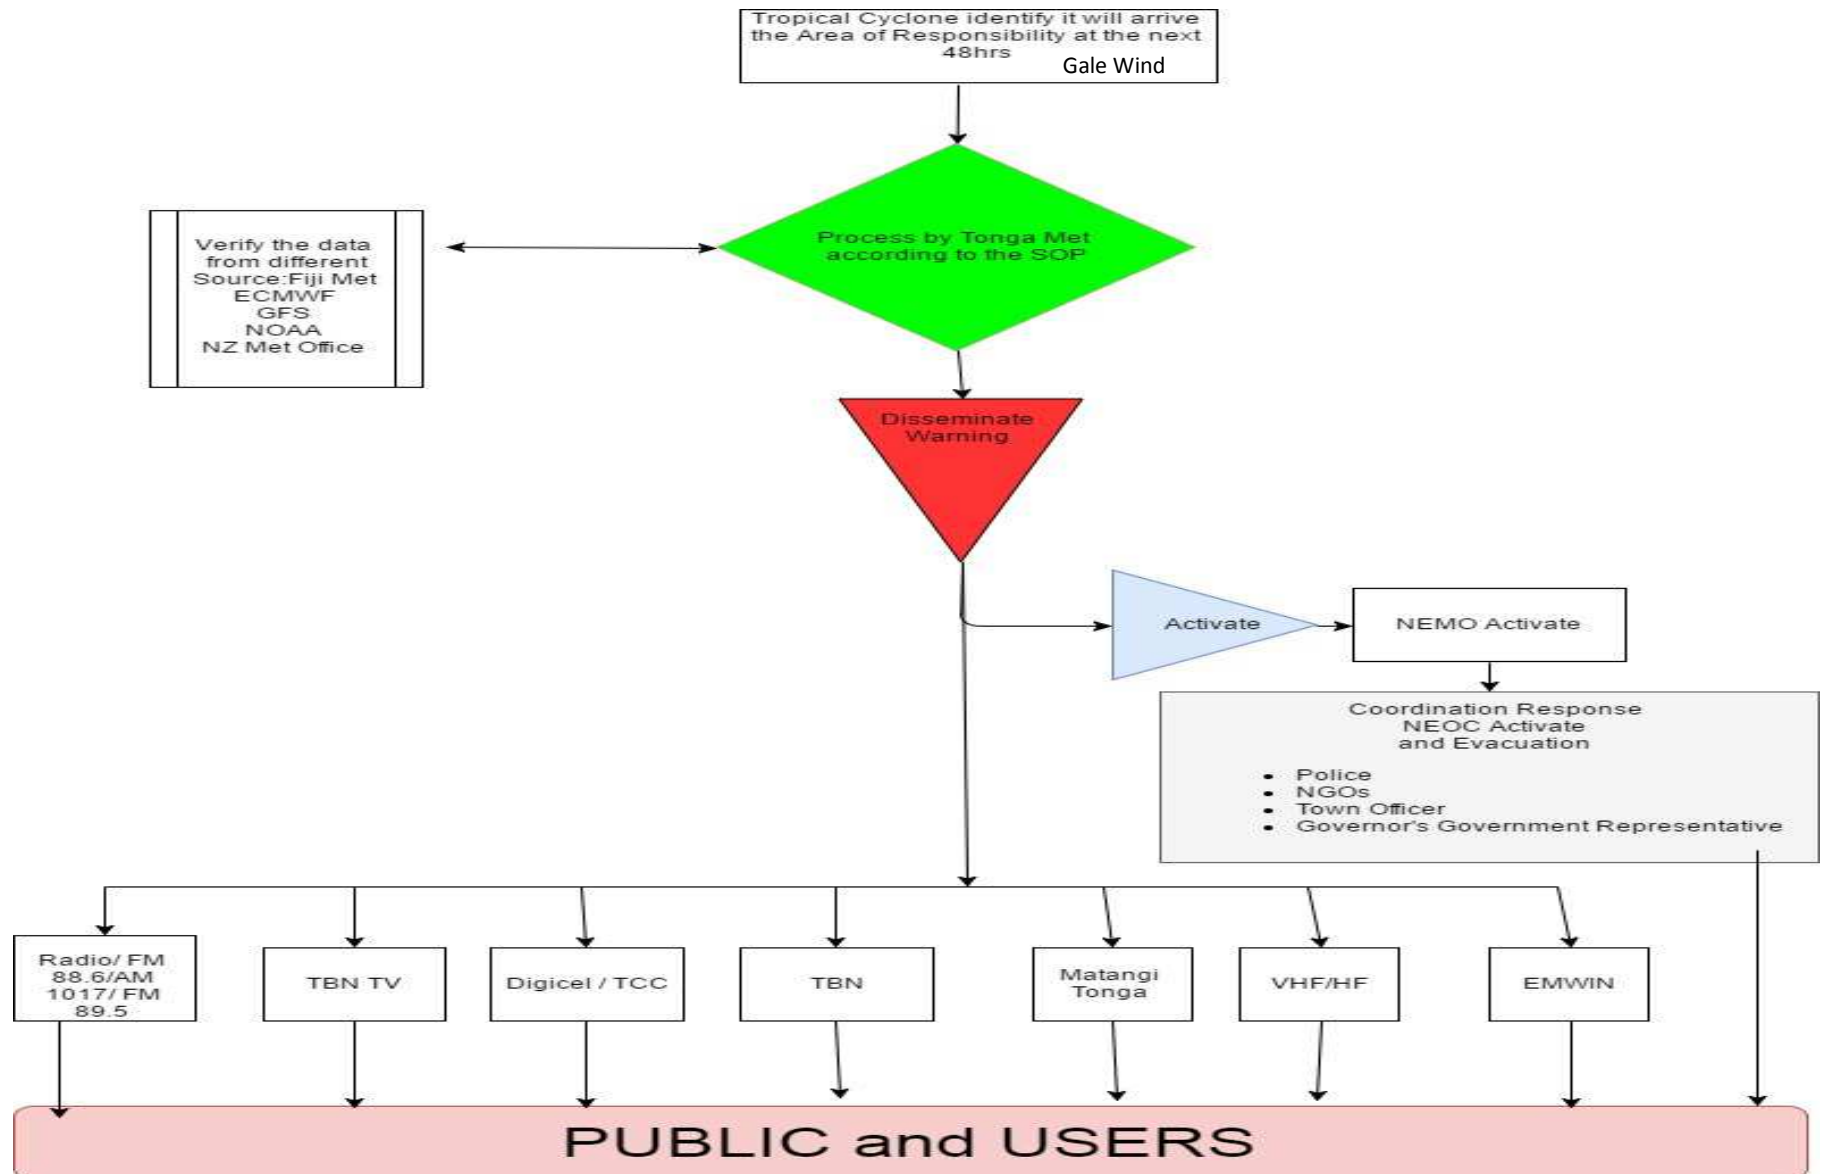 Tropical Cyclone identify it will arrive
the Area of Responsibility at the next
48hrs
Gale Wind
Process by Tonga Met
according to the SOP
Verify the data
from different
Source:Fiji Met
ECMWF
GFS
NOAA
NZ Met Office
Disseminate
Warning
Activate
NEMO Activate
Coordination Response
NEOC Activate
and Evacuation
• Police
• NGOs
• Town Officer
• Governor's Government Representative
Radio/ FM
88.6/AM
1017/ FM
89.5
TBN TV
Digicel / TCC
TBN
Matangi
Tonga
VHF/HF
EMWIN
PUBLIC and USERS